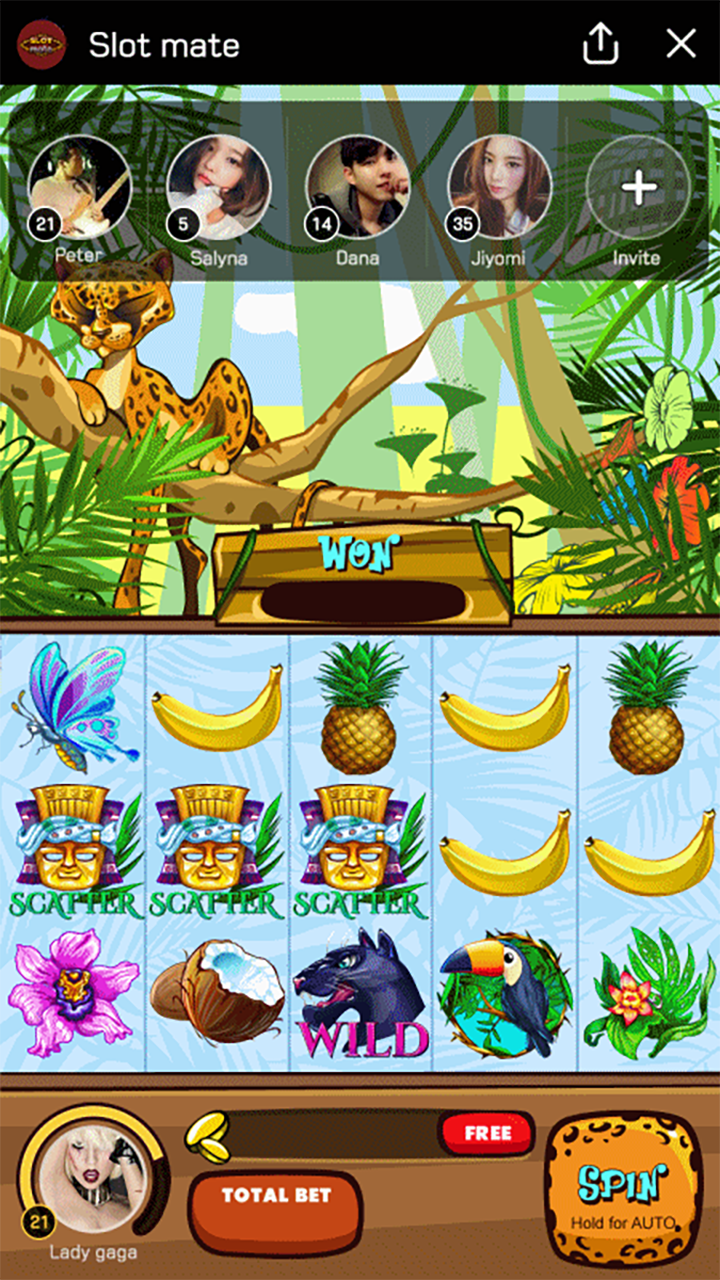 Slot mate
SLOT
21
5
14
35
Peter
Salyna
Dana
Jiyomi
Invite
WON
SCATTER
SCATTER
SCATTER
WILD
FREE
TOTAL BET
SPIN
Hold for AUTO
21
Lady gaga